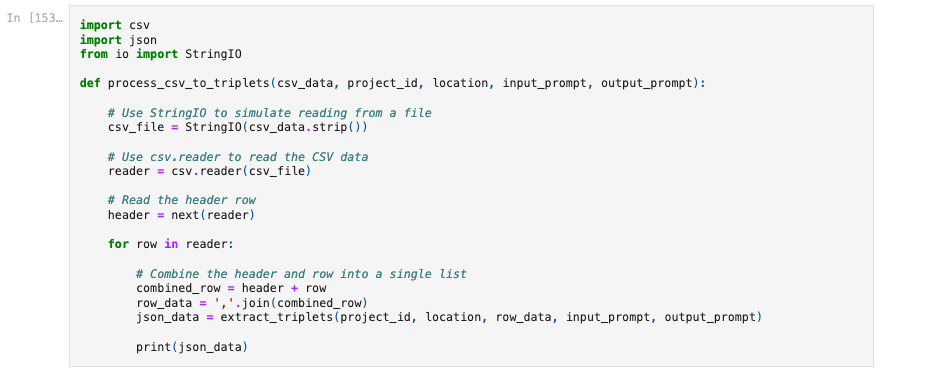 In [153…
import csv
import json
from io import StringIO

def process_csv_to_triplets(csv_data, project_id, location, input_prompt, output_prompt):

    # Use StringIO to simulate reading from a file
    csv_file = StringIO(csv_data.strip())

    # Use csv.reader to read the CSV data
    reader = csv.reader(csv_file)

    # Read the header row
    header = next(reader)

    for row in reader:

        # Combine the header and row into a single list
        combined_row = header + row
        row_data = ','.join(combined_row)
        json_data = extract_triplets(project_id, location, row_data, input_prompt, output_prompt)

        print(json_data)